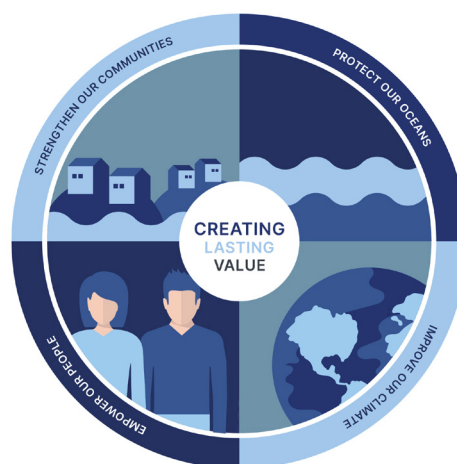 STRENGTHEN OUR COMMUNITIES
PROTECT OUR OCEANS
CREATING
LASTING
VALUE
EMPOWER OUR PEOPLE
IMPROVE OUR CLIMATE